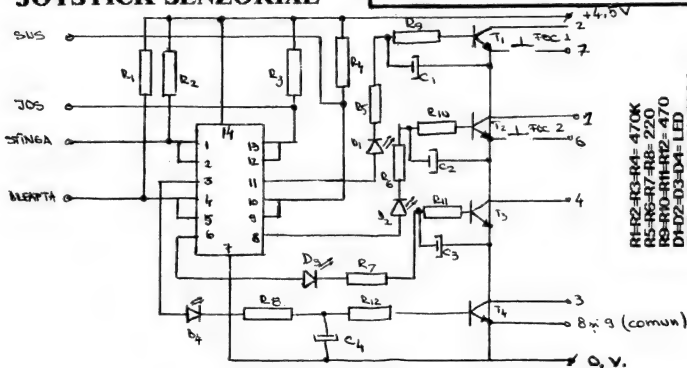 JOYSTICK SENZORIAL
+4,5V
SUS
JOS
STÎNGA
DREAPTA
R1
R2
R3
R4
R5
R9
C1
T1
FOC 1
2
7
D1
R10
C2
T2
FOC 2
1
6
R6
D2
R11
C3
T3
4
14
1
2
3
4
5
6
7
13
12
11
10
9
8
D3
R7
D4
R8
R12
C4
T4
3
8 și 9 (comun)
0.V.
R1=R2=R3=R4= 470K
R5=R6=R7=R8= 220
R9=R10=R11=R12= 470
D1=D2=D3=D4= LED